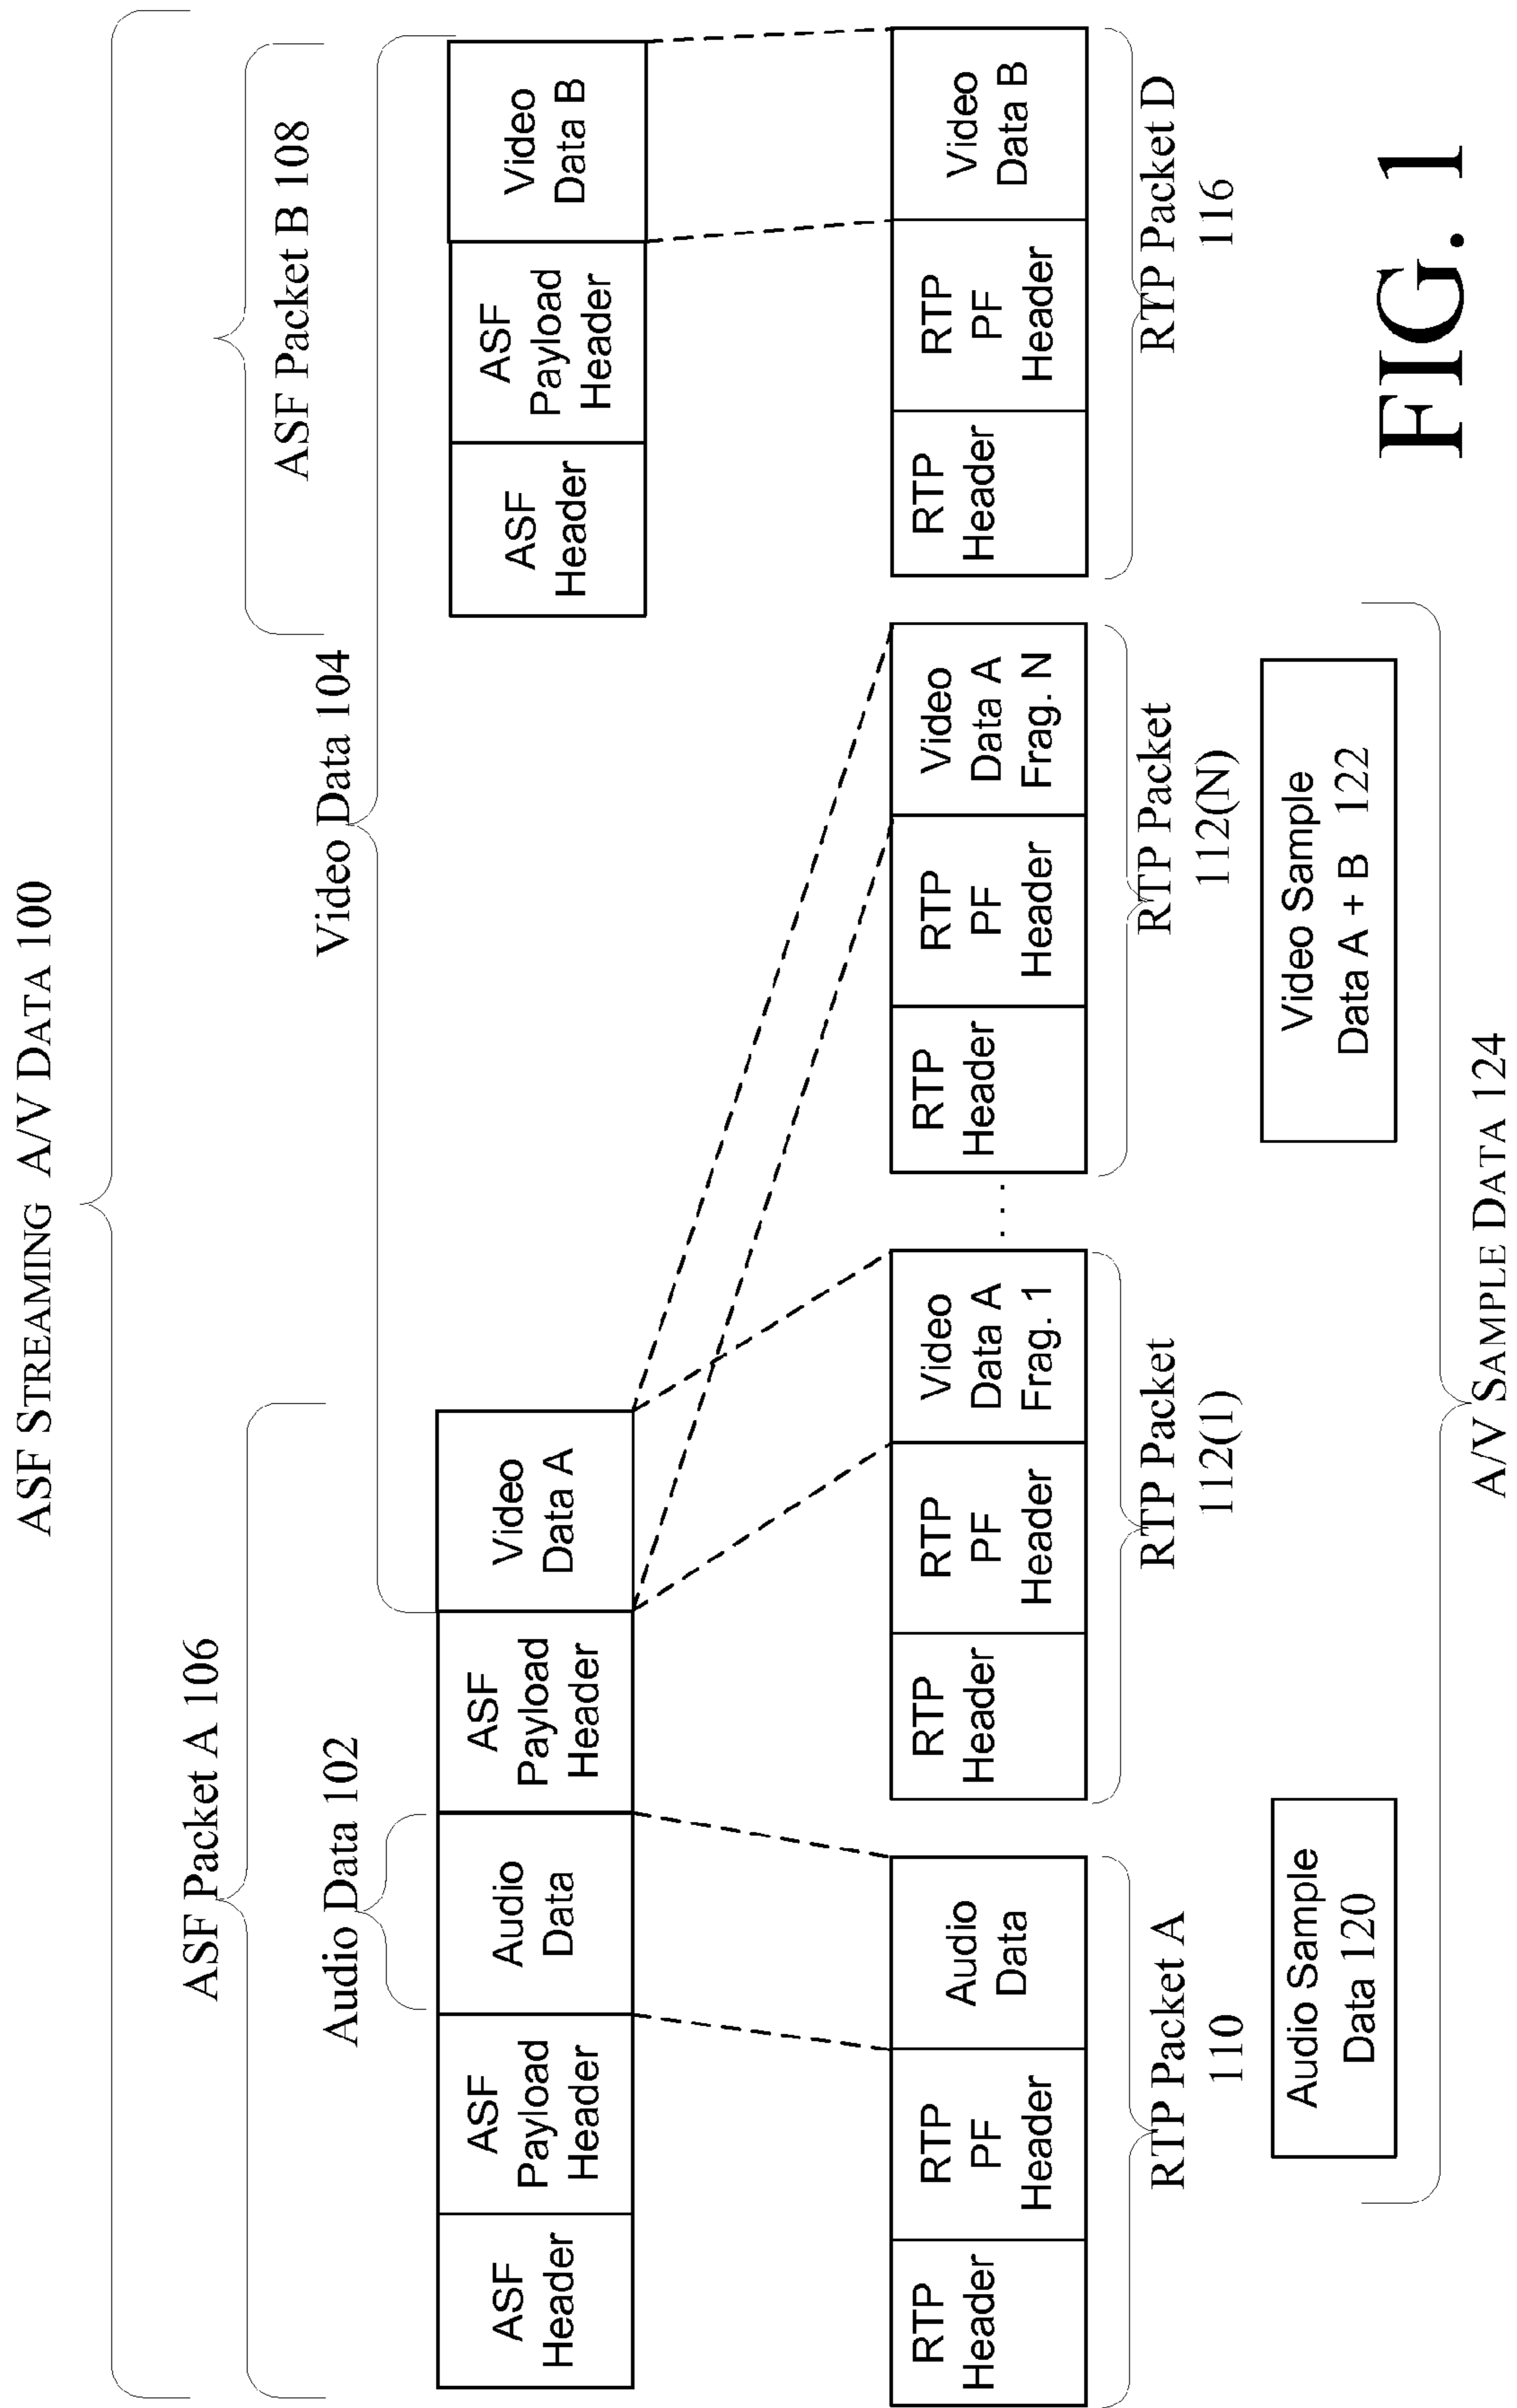 ASF STREAMING A/V DATA 100
ASF Packet A 106
ASF Packet B 108
Audio Data 102
Video Data 104
ASF
Header
ASF
Payload
Header
Audio
Data
ASF
Payload
Header
Video
Data A
ASF
Header
ASF
Payload
Header
Video
Data B
RTP
Header
RTP
PF
Header
Audio
Data
RTP
Header
RTP
PF
Header
Video
Data A
Frag. 1
. . .
RTP
Header
RTP
PF
Header
Video
Data A
Frag. N
RTP
Header
RTP
PF
Header
Video
Data B
RTP Packet A
110
RTP Packet
112(1)
RTP Packet
112(N)
RTP Packet D
116
Audio Sample
Data 120
Video Sample
Data A + B 122
A/V SAMPLE DATA 124
FIG. 1